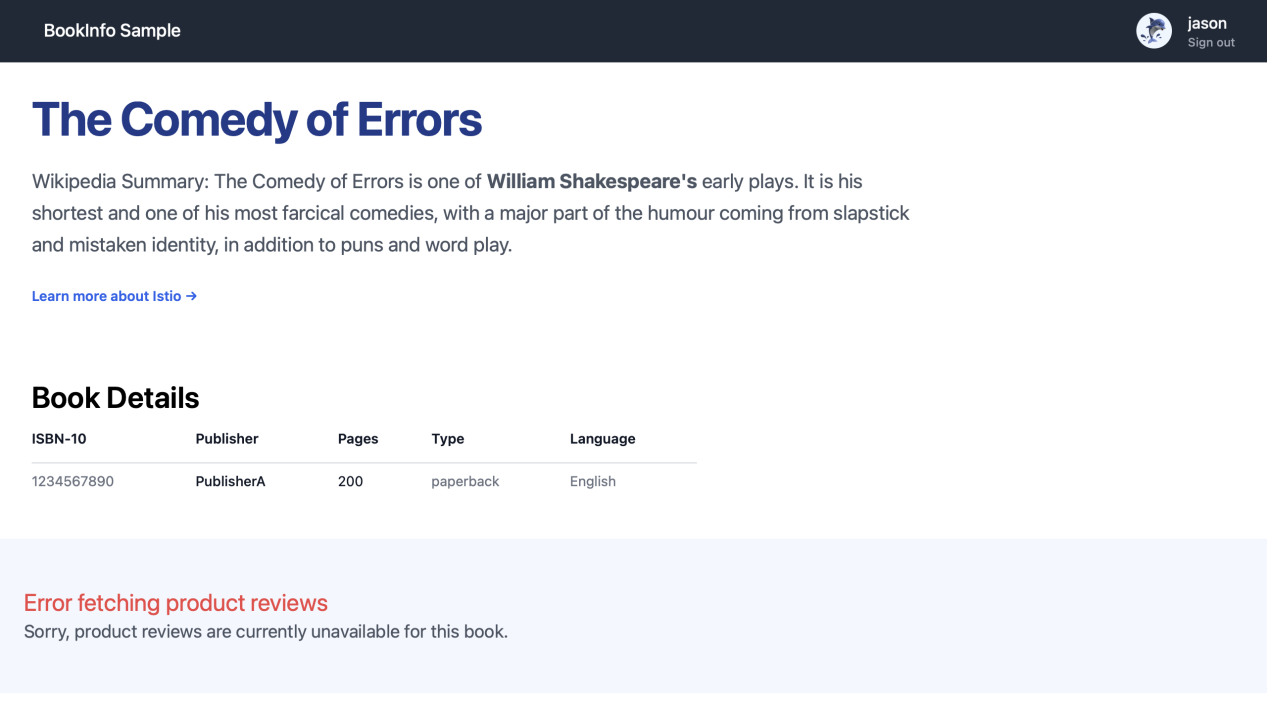 BookInfo Sample
jason
Sign out
The Comedy of Errors
Wikipedia Summary: The Comedy of Errors is one of William Shakespeare's early plays. It is his
shortest and one of his most farcical comedies, with a major part of the humour coming from slapstick
and mistaken identity, in addition to puns and word play.
Learn more about Istio →
Book Details
ISBN-10 Publisher Pages Type Language
1234567890 PublisherA 200 paperback English
Error fetching product reviews
Sorry, product reviews are currently unavailable for this book.